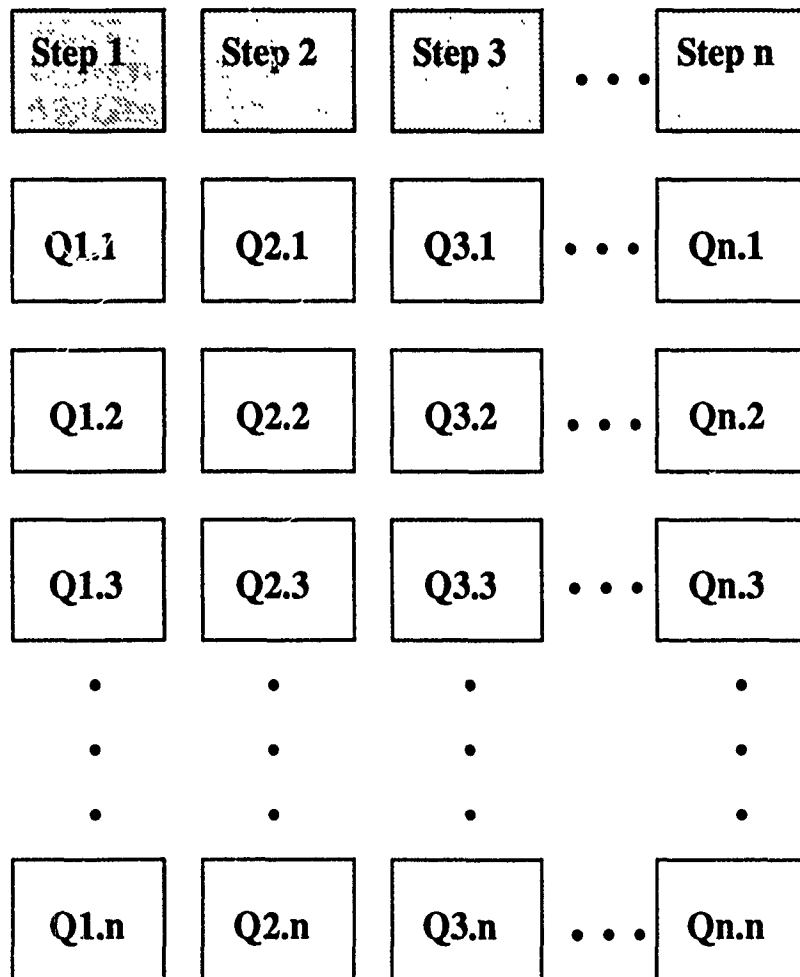 Step 1 Step 2 Step 3 • • • Step n
Q1.1 Q2.1 Q3.1 • • • Qn.1
Q1.2 Q2.2 Q3.2 • • • Qn.2
Q1.3 Q2.3 Q3.3 • • • Qn.3
• • • •
• • • •
• • • •
Q1.n Q2.n Q3.n • • • Qn.n